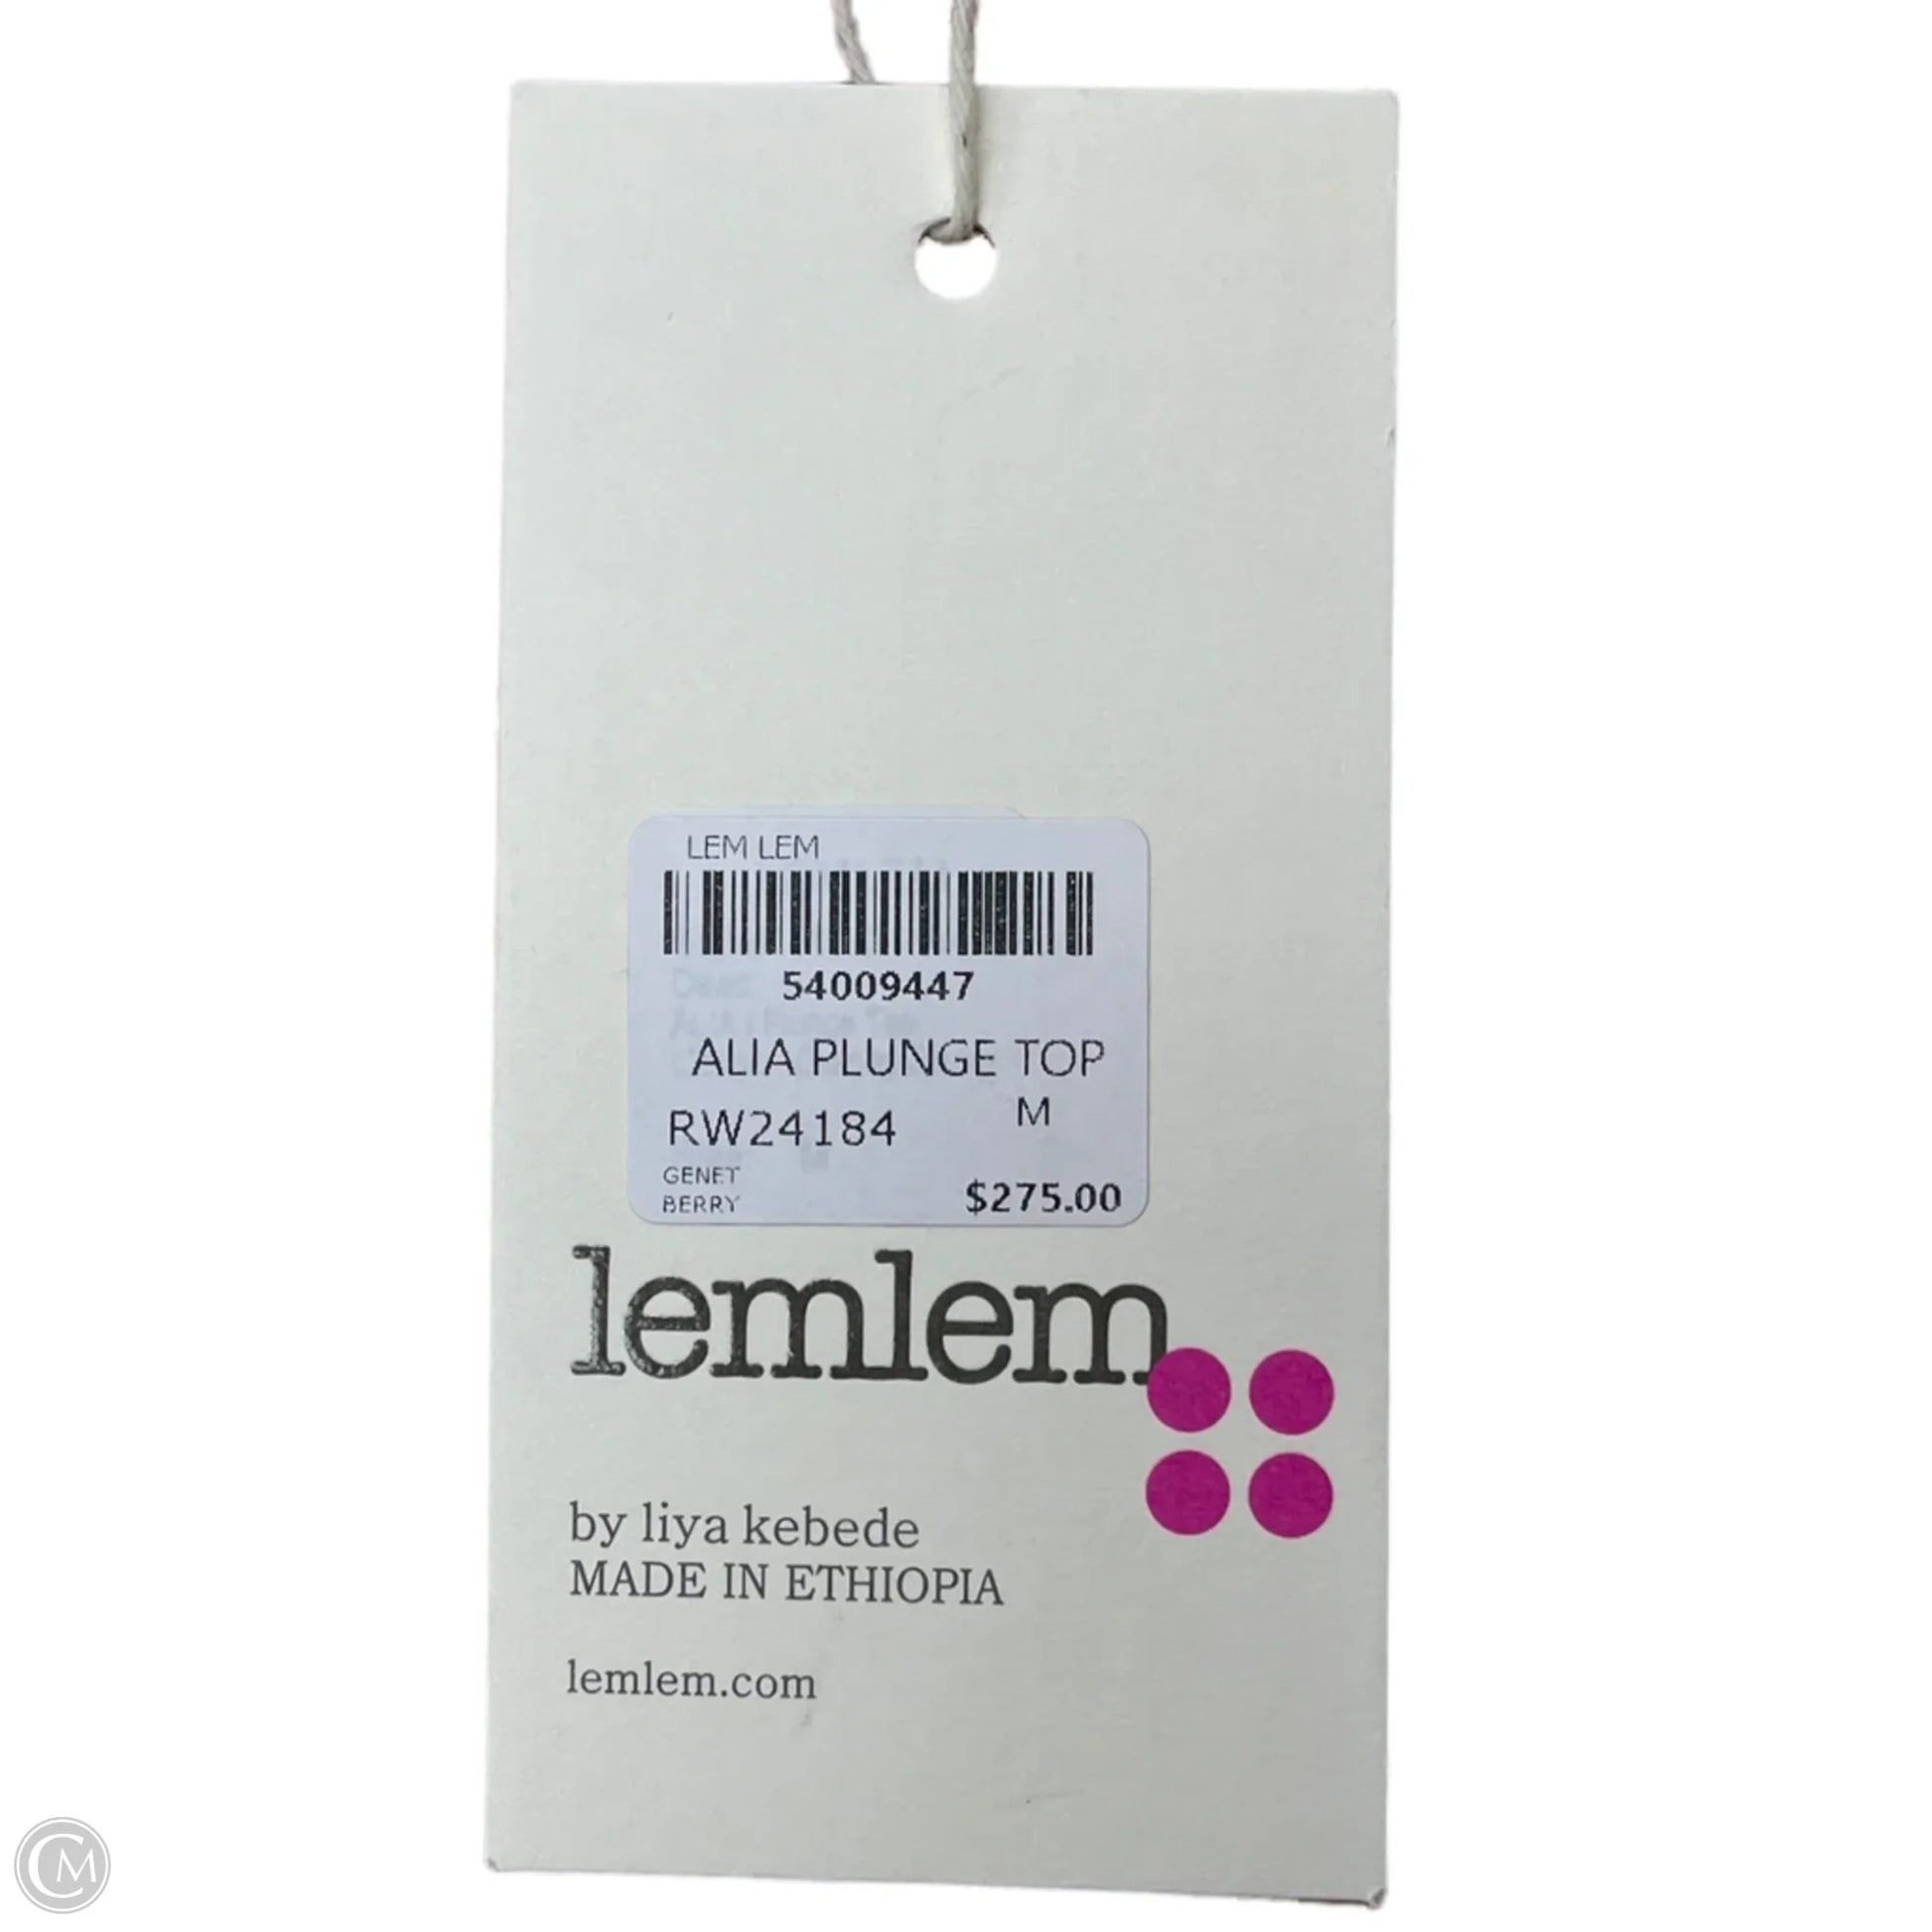 LEM LEM
54009447
ALIA PLUNGE TOP
RW24184 M
GENET
BERRY $275.00
lemlem
by liya kebede
MADE IN ETHIOPIA
lemlem.com
CM